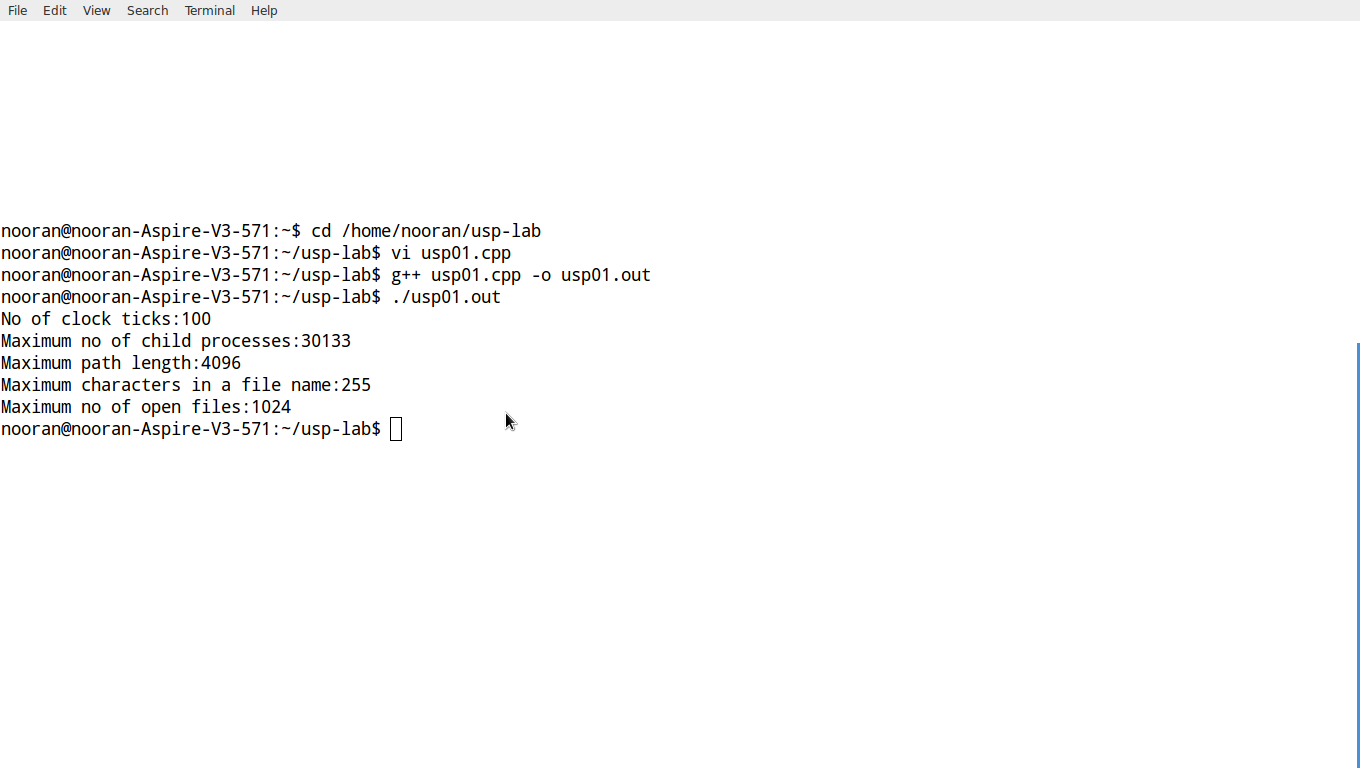 File Edit View Search Terminal Help
nooran@nooran-Aspire-V3-571:~$ cd /home/nooran/usp-lab
nooran@nooran-Aspire-V3-571:~/usp-lab$ vi usp01.cpp
nooran@nooran-Aspire-V3-571:~/usp-lab$ g++ usp01.cpp -o usp01.out
nooran@nooran-Aspire-V3-571:~/usp-lab$ ./usp01.out
No of clock ticks:100
Maximum no of child processes:30133
Maximum path length:4096
Maximum characters in a file name:255
Maximum no of open files:1024
nooran@nooran-Aspire-V3-571:~/usp-lab$